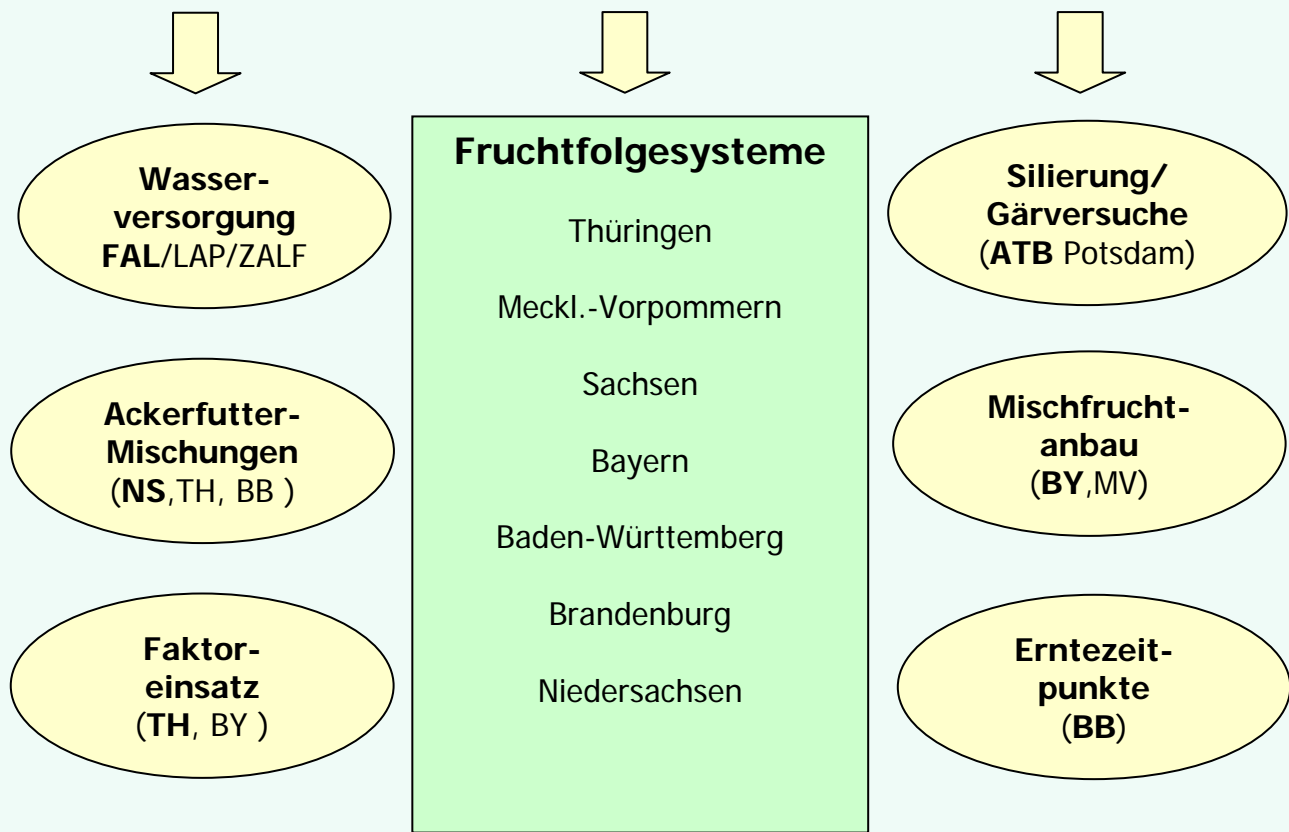 Wasser-
versorgung
FAL/LAP/ZALF
Ackerfutter-
Mischungen
(NS,TH, BB )
Faktor-
einsatz
(TH, BY )
Fruchtfolgesysteme
Thüringen
Meckl.-Vorpommern
Sachsen
Bayern
Baden-Württemberg
Brandenburg
Niedersachsen
Silierung/
Gärversuche
(ATB Potsdam)
Mischfrucht-
anbau
(BY,MV)
Erntezeit-
punkte
(BB)